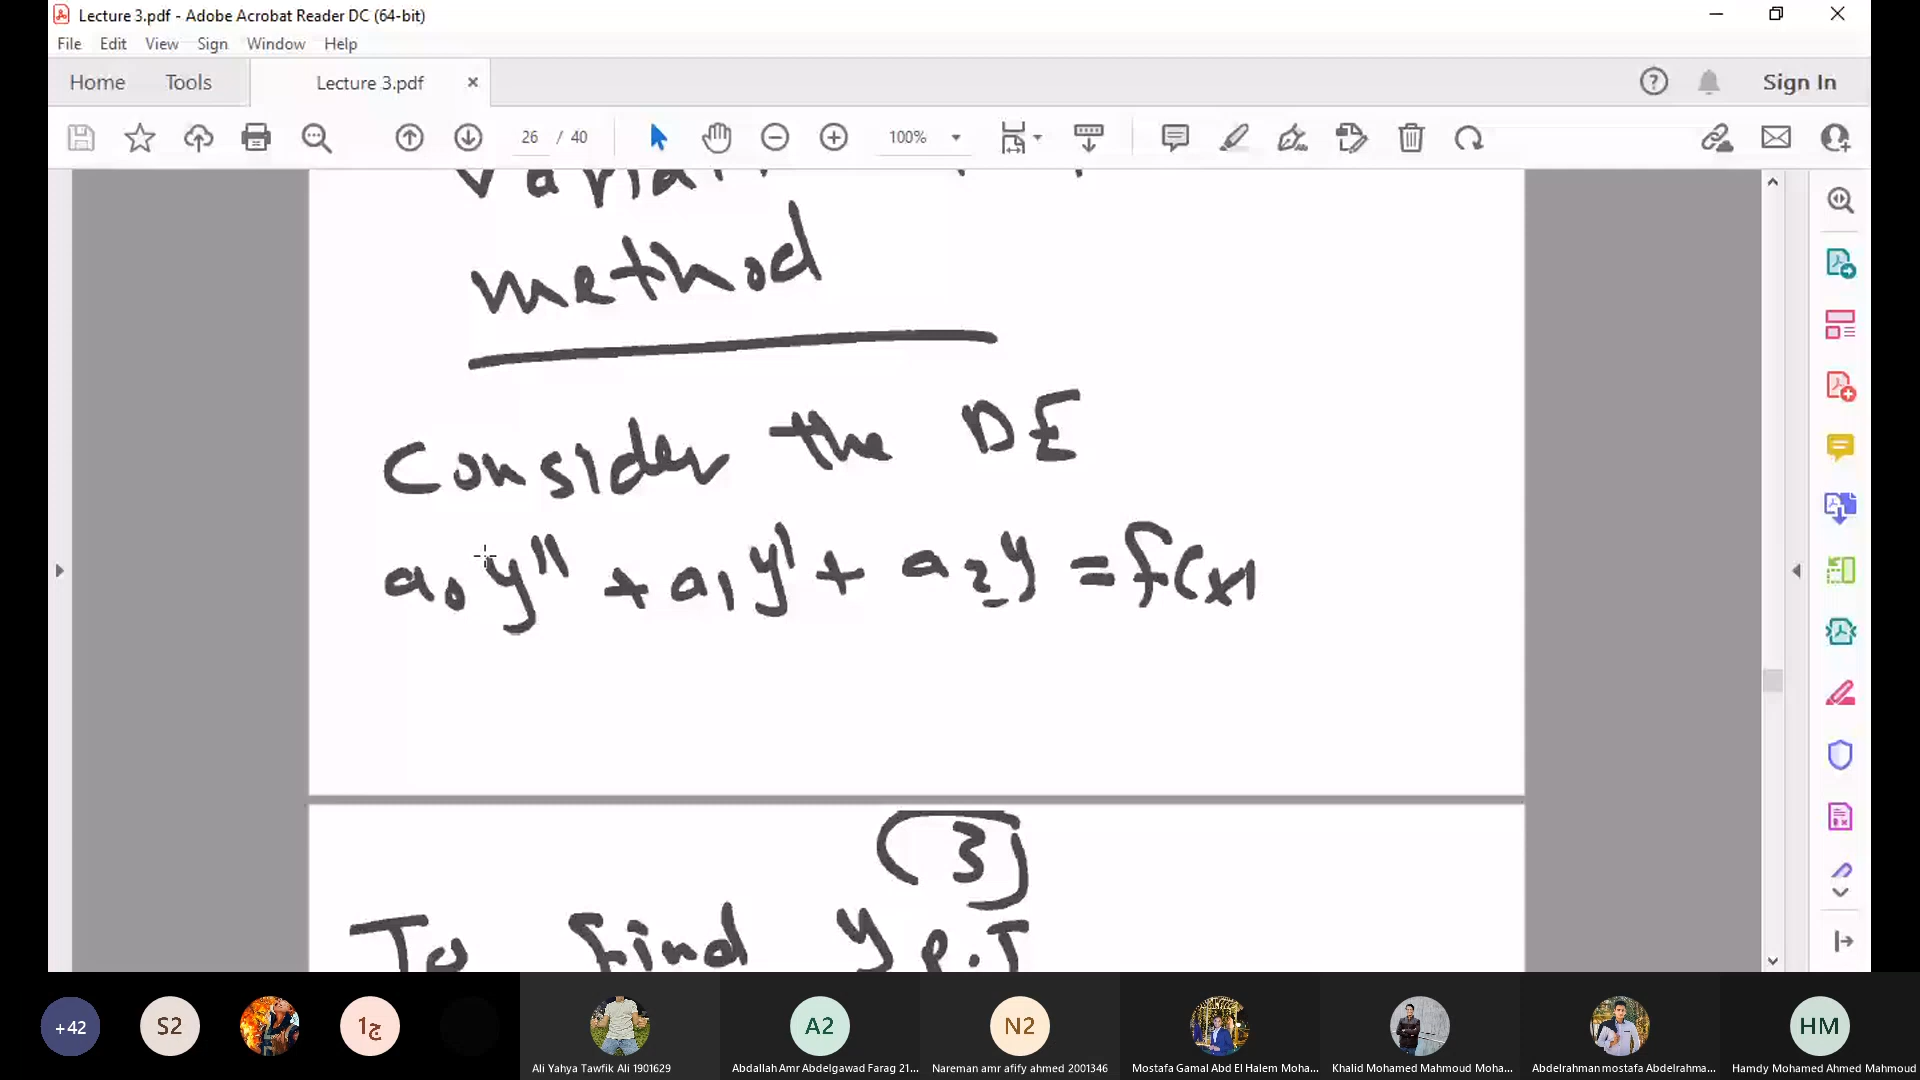 Lecture 3.pdf - Adobe Acrobat Reader DC (64-bit)
File Edit View Sign Window Help
Home Tools Lecture 3.pdf Sign In
26 / 40 100%
method
Consider the DE
a₀y'' + a₁y' + a₂y = f(x)
(3)
To find y P.I
+42 S2 ج1 A2 N2 HM
Ali Yahya Tawfik Ali 1901629
Abdallah Amr Abdelgawad Farag 21...
Nareman amr afify ahmed 2001346
Mostafa Gamal Abd El Halem Moha...
Khalid Mohamed Mahmoud Moha...
Abdelrahman mostafa Abdelrahma...
Hamdy Mohamed Ahmed Mahmoud